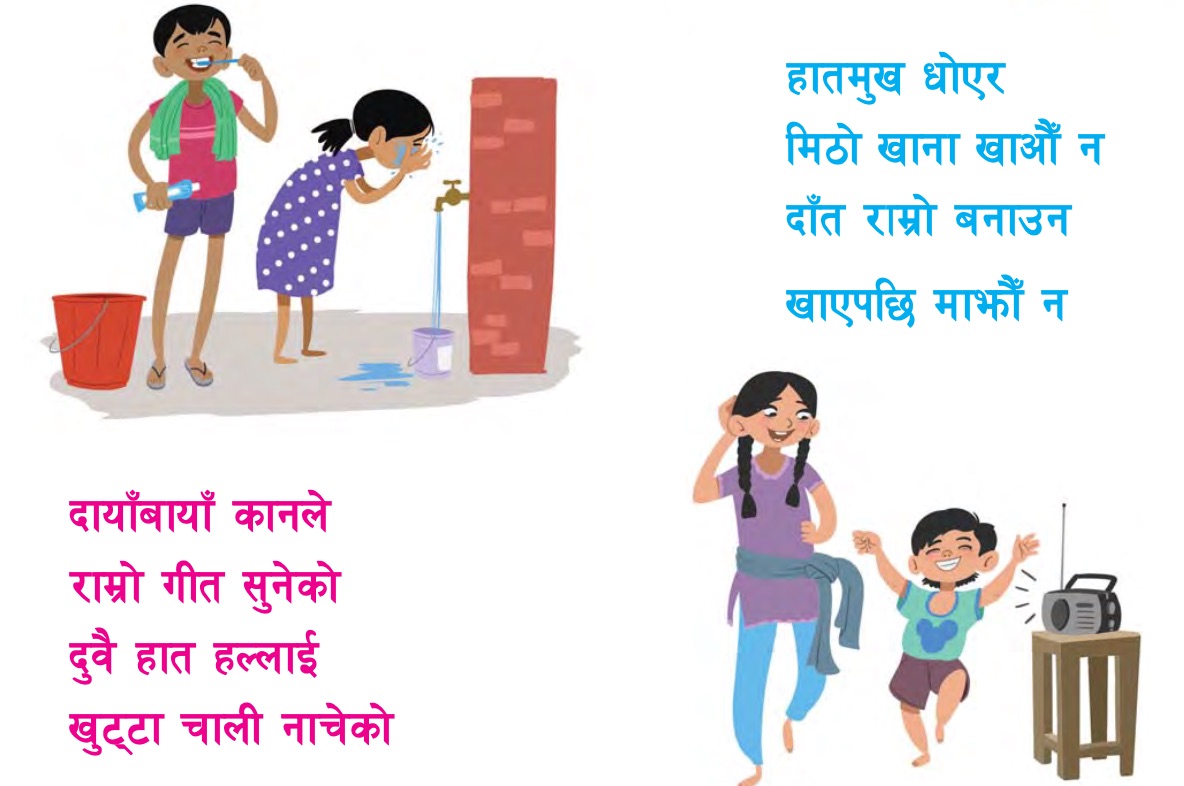 हातमुख धोएर
मिठो खाना खाऔँ न
दाँत राम्रो बनाउन
खाएपछि माझौँ न
दायाँबायाँ कानले
राम्रो गीत सुनेको
दुवै हात हल्लाई
खुट्टा चाली नाचेको